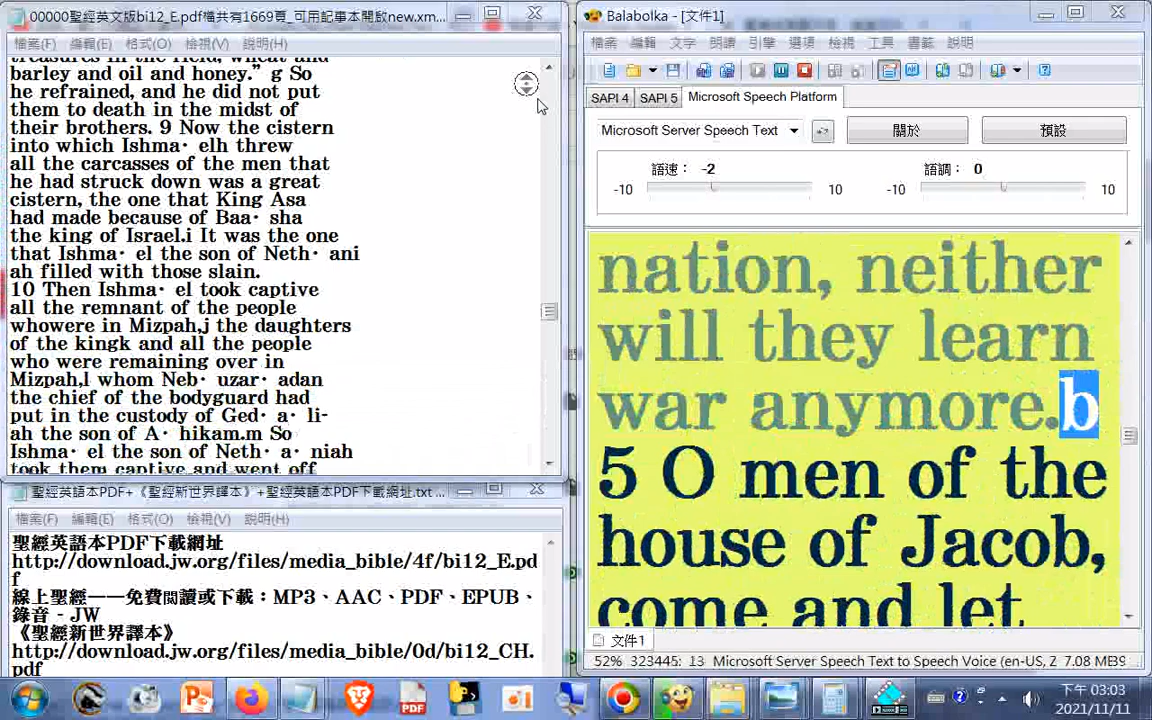 00000聖經英文版bi12_E.pdf檔共有1669頁_可用記事本開啟new.xm...
檔案(F) 編輯(E) 格式(O) 檢視(V) 說明(H)
treasures in the field, wheat and
barley and oil and honey.” g So
he refrained, and he did not put
them to death in the midst of
their brothers. 9 Now the cistern
into which Ishma· elh threw
all the carcasses of the men that
he had struck down was a great
cistern, the one that King Asa
had made because of Baa· sha
the king of Israel.i It was the one
that Ishma· el the son of Neth· ani
ah filled with those slain.
10 Then Ishma· el took captive
all the remnant of the people
whowere in Mizpah,j the daughters
of the kingk and all the people
who were remaining over in
Mizpah,l whom Neb· uzar· adan
the chief of the bodyguard had
put in the custody of Ged· a· li-
ah the son of A· hikam.m So
Ishma· el the son of Neth· a· niah
took them captive and went off
聖經英語本PDF+《聖經新世界譯本》+聖經英語本PDF下載網址.txt ...
檔案(F) 編輯(E) 格式(O) 檢視(V) 說明(H)
聖經英語本PDF下載網址
http://download.jw.org/files/media_bible/4f/bi12_E.pd
f
線上聖經——免費閱讀或下載：MP3、AAC、PDF、EPUB、
錄音 - JW
《聖經新世界譯本》
http://download.jw.org/files/media_bible/0d/bi12_CH.
pdf
Balabolka - [文件1]
檔案 編輯 文字 朗讀 引擎 選項 檢視 工具 書籤 說明
SAPI 4 SAPI 5 Microsoft Speech Platform
Microsoft Server Speech Text 關於 預設
語速： -2 語調： 0
-10 10 -10 10
nation, neither
will they learn
war anymore.b
5 O men of the
house of Jacob,
come and let
文件1
52% 323445: 13 Microsoft Server Speech Text to Speech Voice (en-US, Z 7.08 MB
PDF
下午 03:03
2021/11/11